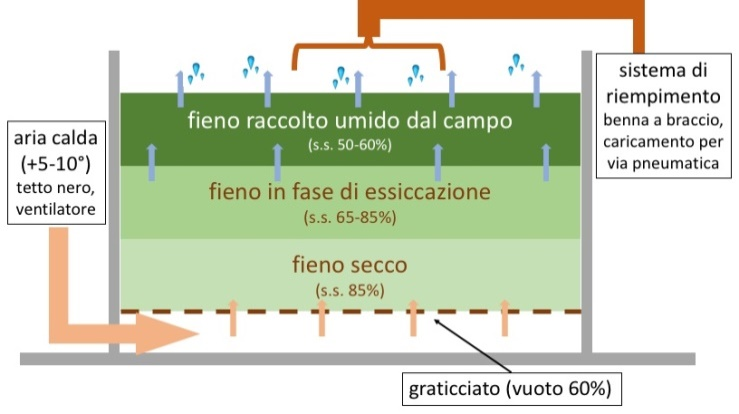 sistema di
riempimento
benna a braccio,
caricamento per
via pneumatica
fieno raccolto umido dal campo
(s.s. 50-60%)
aria calda
(+5-10°)
tetto nero,
ventilatore
fieno in fase di essiccazione
(s.s. 65-85%)
fieno secco
(s.s. 85%)
graticciato (vuoto 60%)